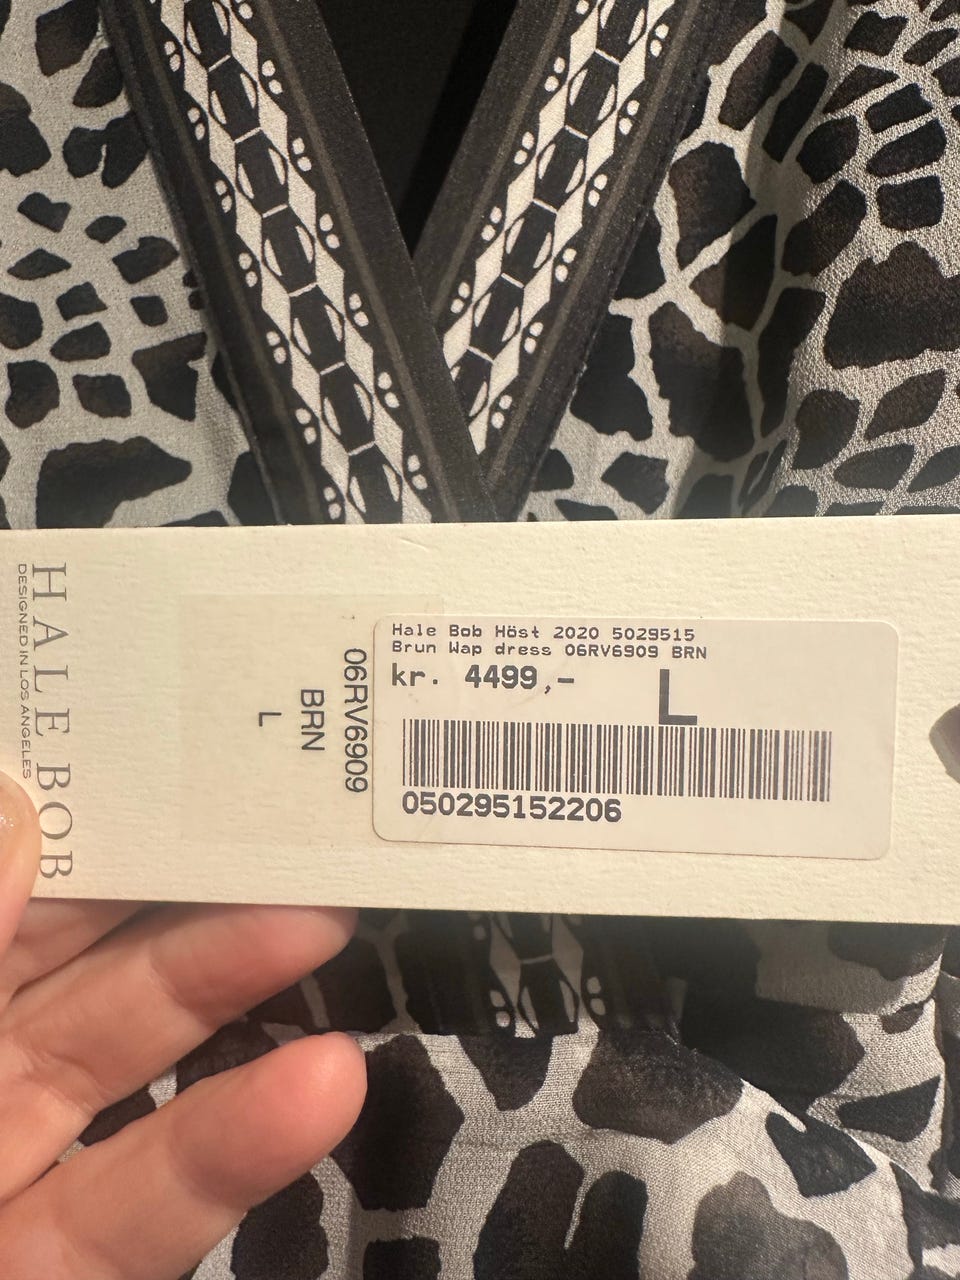 HALE BOB
DESIGNED IN LOS ANGELES
06RV6909
BRN
L
Hale Bob Höst 2020 5029515
Brun Wap dress 06RV6909 BRN
kr. 4499,-
L
050295152206